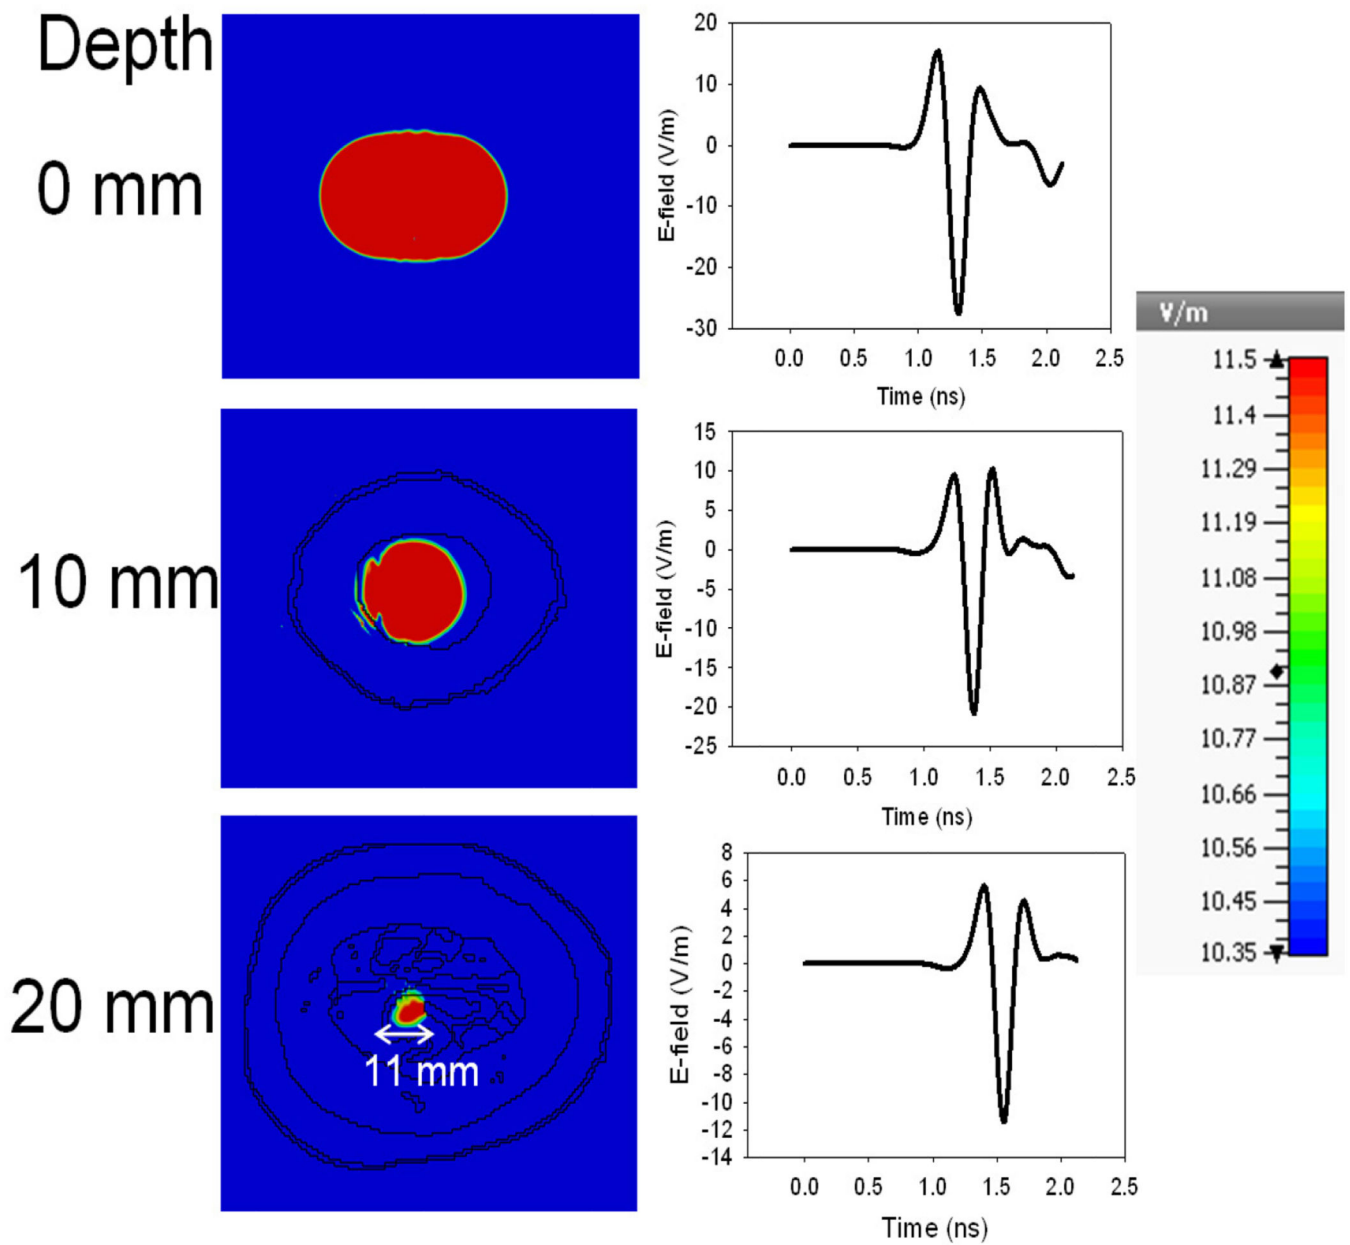 Depth
0 mm
20
10
0
-10
-20
-30
E-field (V/m)
0.0 0.5 1.0 1.5 2.0 2.5
Time (ns)
10 mm
15
10
5
0
-5
-10
-15
-20
-25
E-field (V/m)
0.0 0.5 1.0 1.5 2.0 2.5
Time (ns)
20 mm
11 mm
8
6
4
2
0
-2
-4
-6
-8
-10
-12
-14
E-field (V/m)
0.0 0.5 1.0 1.5 2.0 2.5
Time (ns)
V/m
11.5
11.4
11.29
11.19
11.08
10.98
10.87
10.77
10.66
10.56
10.45
10.35